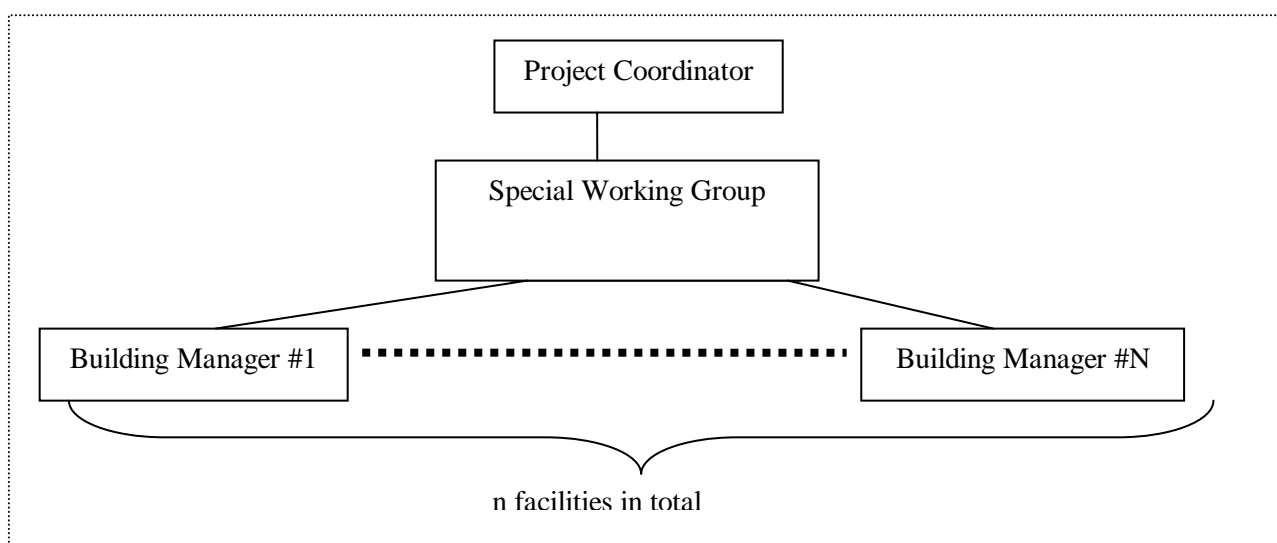 Project Coordinator
Special Working Group
Building Manager #1
Building Manager #N
n facilities in total